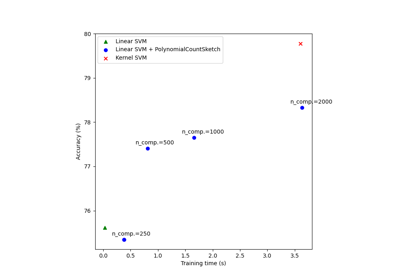 80
Linear SVM
Linear SVM + PolynomialCountSketch
Kernel SVM
79
n_comp.=2000
78
n_comp.=1000
n_comp.=500
77
76
n_comp.=250
Accuracy (%)
0.0 0.5 1.0 1.5 2.0 2.5 3.0 3.5
Training time (s)